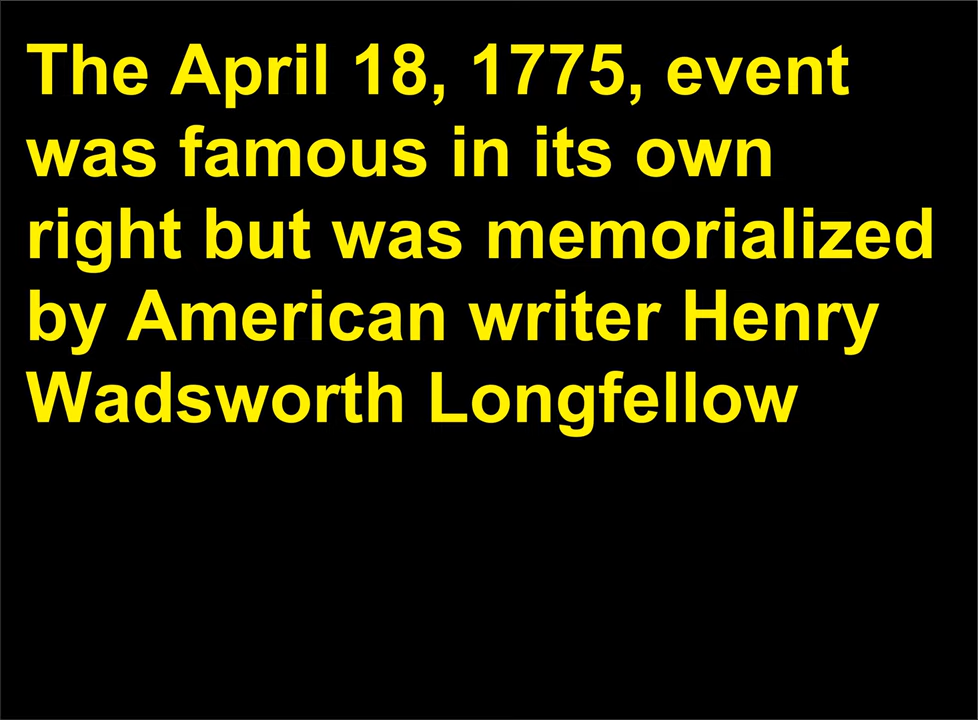 The April 18, 1775, event
was famous in its own
right but was memorialized
by American writer Henry
Wadsworth Longfellow